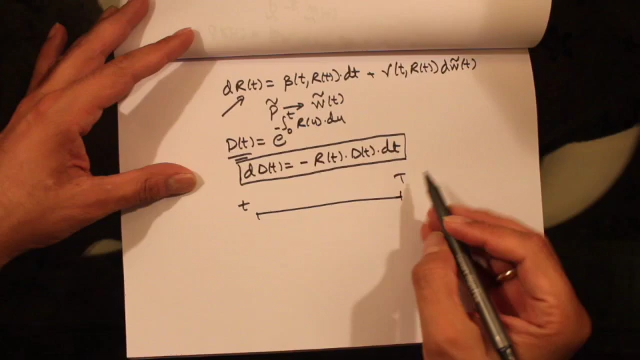 dR(t) = β(t, R(t))·dt + γ(t, R(t)) dW̃(t)
P̃ → W̃(t)
D(t) = e^{-∫₀ᵗ R(u)·du}
dD(t) = - R(t)·D(t)·dt
t T